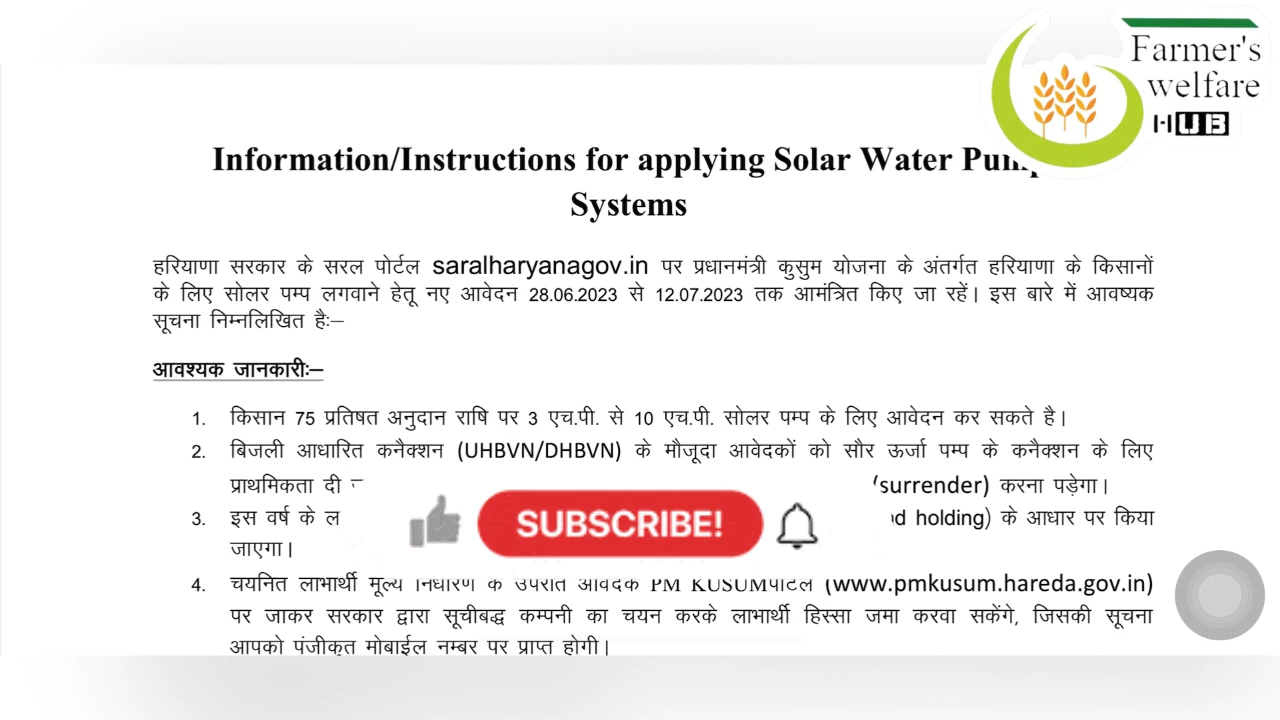 Farmer's
welfare
HUB
Information/Instructions for applying Solar Water
Systems
हरियाणा सरकार के सरल पोर्टल saralharyanagov.in पर प्रधानमंत्री कुसुम योजना के अंतर्गत हरियाणा के किसानों
के लिए सोलर पम्प लगवाने हेतू नए आवेदन 28.06.2023 से 12.07.2023 तक आमंत्रित किए जा रहें। इस बारे में आवष्यक
सूचना निम्नलिखित हैः–
आवश्यक जानकारीः–
1. किसान 75 प्रतिषत अनुदान राषि पर 3 एच.पी. से 10 एच.पी. सोलर पम्प के लिए आवेदन कर सकते है।
2. बिजली आधारित कनैक्शन (UHBVN/DHBVN) के मौजूदा आवेदकों को सौर ऊर्जा पम्प के कनैक्शन के लिए
प्राथमिकता दी (surrender) करना पड़ेगा।
3. इस वर्ष के holding) के आधार पर किया
SUBSCRIBE!
जाएगा।
4. चयनित लाभार्थी मूल्य निर्धारण के उपरांत आवेदक PM KUSUMपोर्टल (www.pmkusum.hareda.gov.in)
पर जाकर सरकार द्वारा सूचीबद्ध कम्पनी का चयन करके लाभार्थी हिस्सा जमा करवा सकेंगे, जिसकी सूचना
आपको पंजीकृत मोबाईल नम्बर पर प्राप्त होगी।